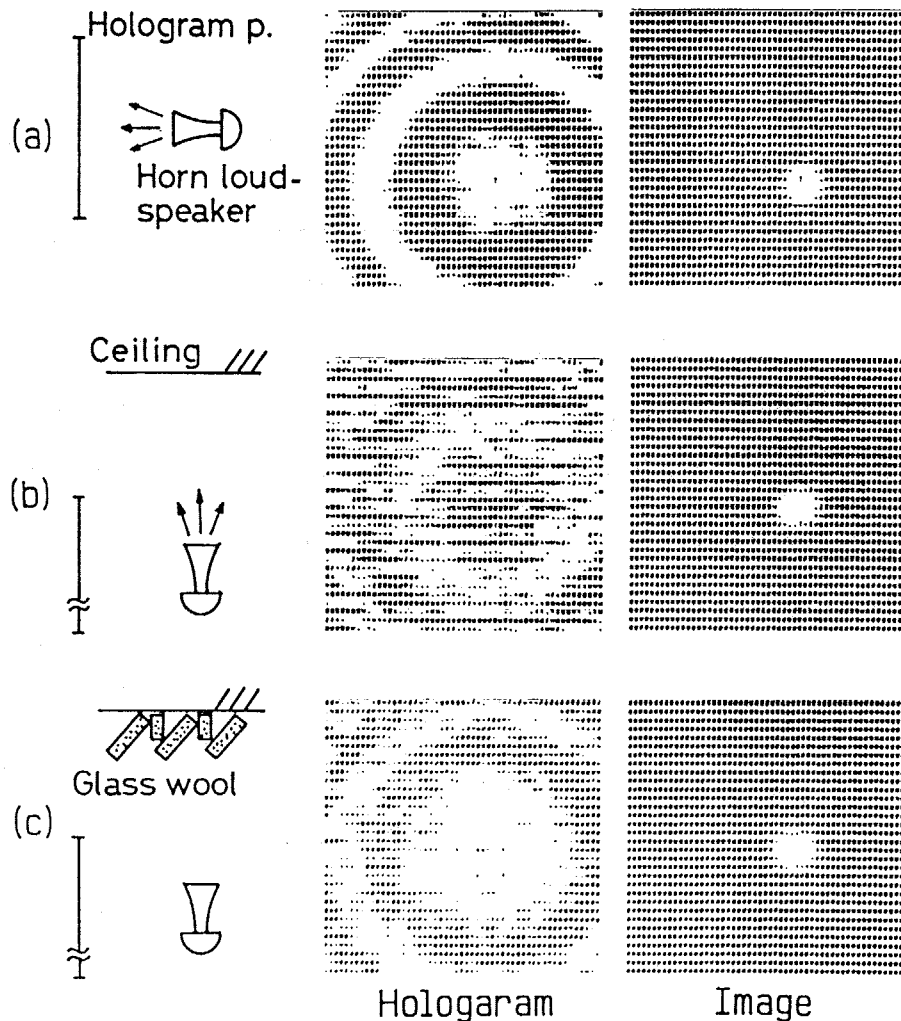 Hologram p.
(a)
Horn loud-
speaker
Ceiling
(b)
Glass wool
(c)
Hologaram
Image